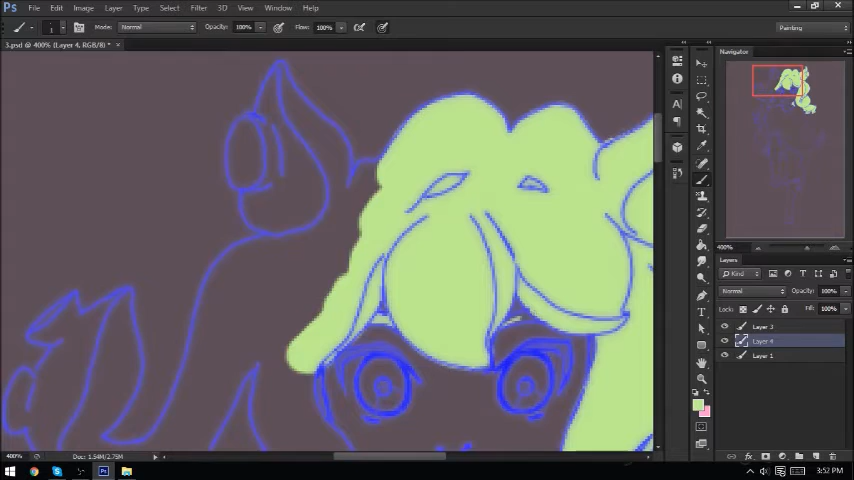 Ps File Edit Image Layer Type Select Filter 3D View Window Help
1 Mode: Normal Opacity: 100% Flow: 100% Painting
3.psd @ 400% (Layer 4, RGB/8) * ×
Navigator
400%
Layers
Kind
Normal Opacity: 100%
Lock: Fill: 100%
Layer 3
Layer 4
Layer 1
400% Doc: 1.54M/2.75M
3:52 PM